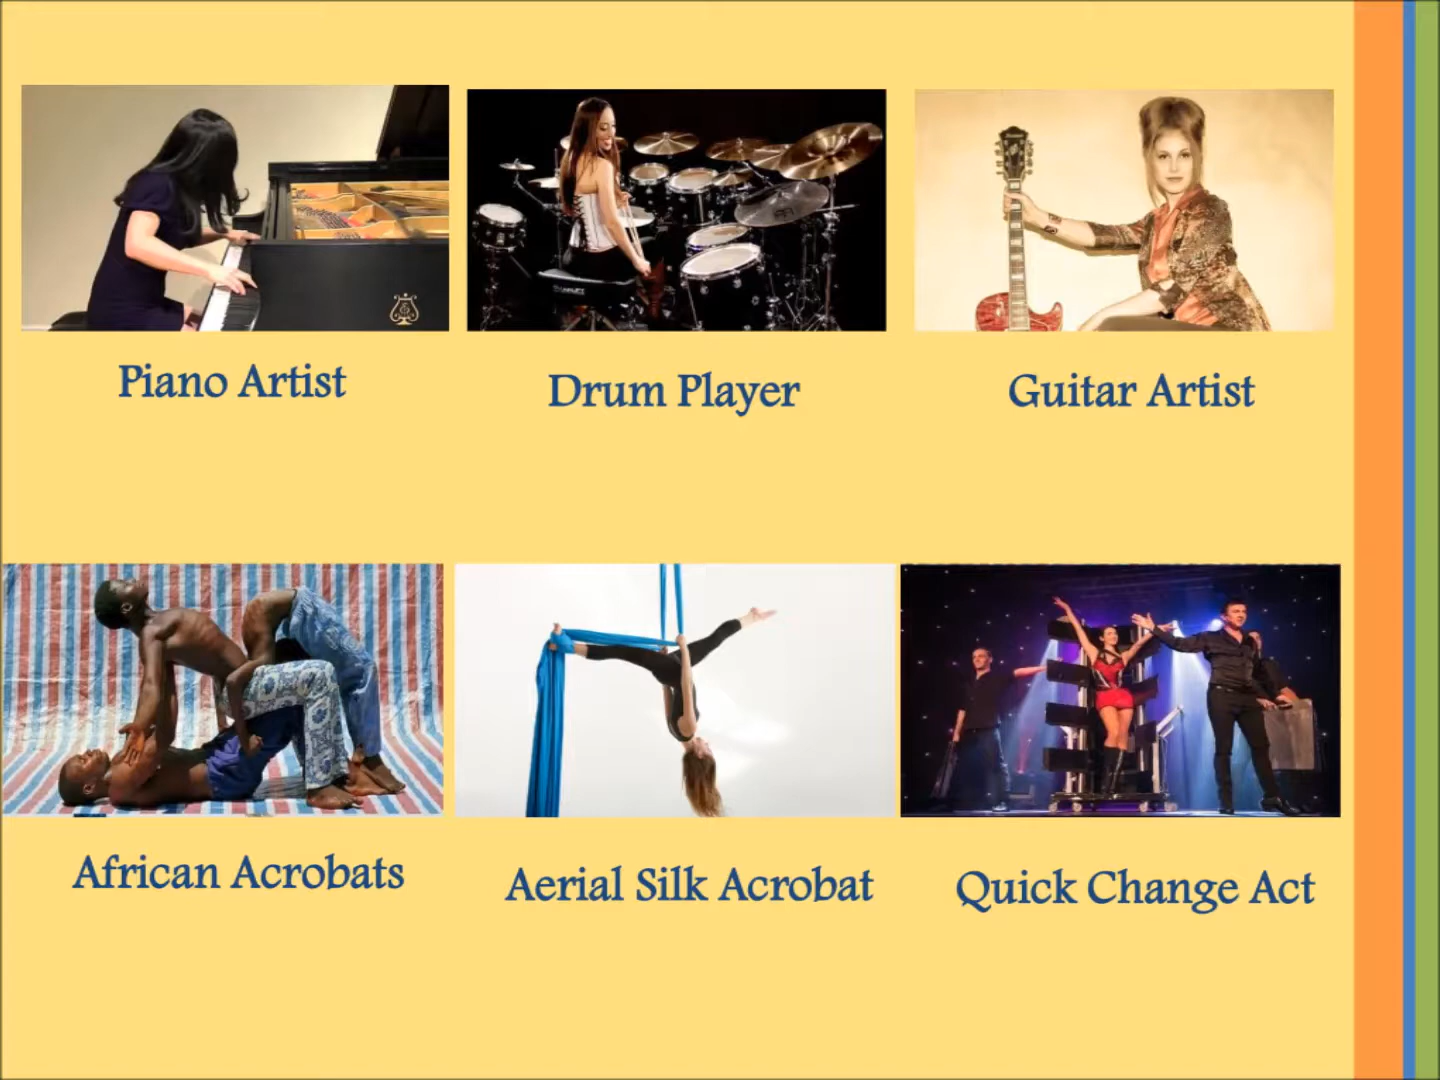 Piano Artist
Drum Player
Guitar Artist
African Acrobats
Aerial Silk Acrobat
Quick Change Act